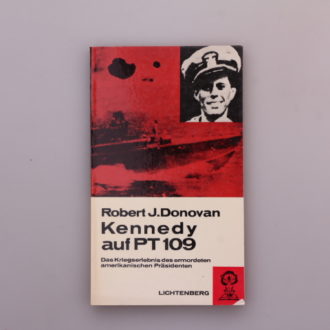 Robert J. Donovan
Kennedy
auf PT 109
Das Kriegserlebnis des ermordeten
amerikanischen Präsidenten
LICHTENBERG